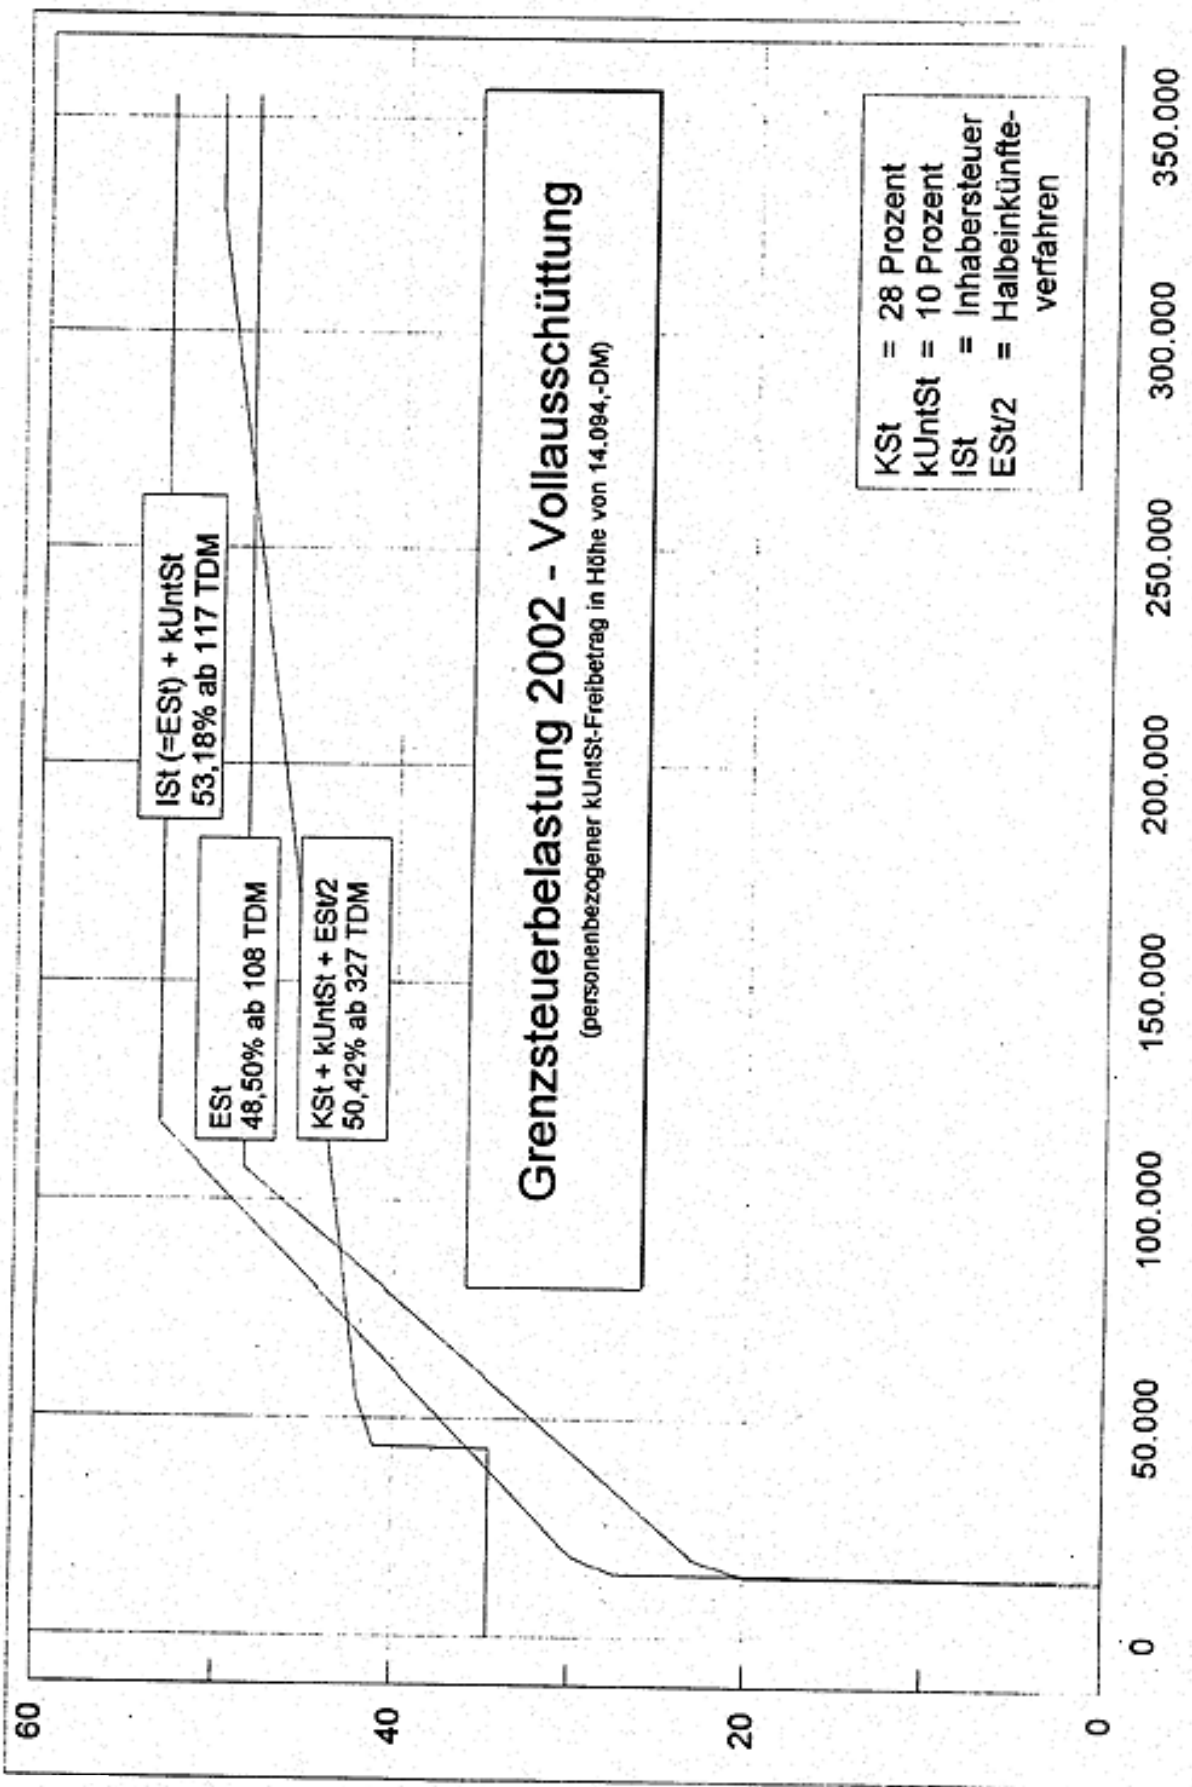 Grenzsteuerbelastung 2002 - Vollausschüttung
(personenbezogener kUntSt-Freibetrag in Höhe von 14.094,-DM)
60
40
20
0
ISt (=ESt) + kUntSt
53,18% ab 117 TDM
ESt
48,50% ab 108 TDM
KSt + kUntSt + ESt/2
50,42% ab 327 TDM
KSt = 28 Prozent
kUntSt = 10 Prozent
ISt = Inhabersteuer
ESt/2 = Halbeinkünfte-
verfahren
0
50.000
100.000
150.000
200.000
250.000
300.000
350.000